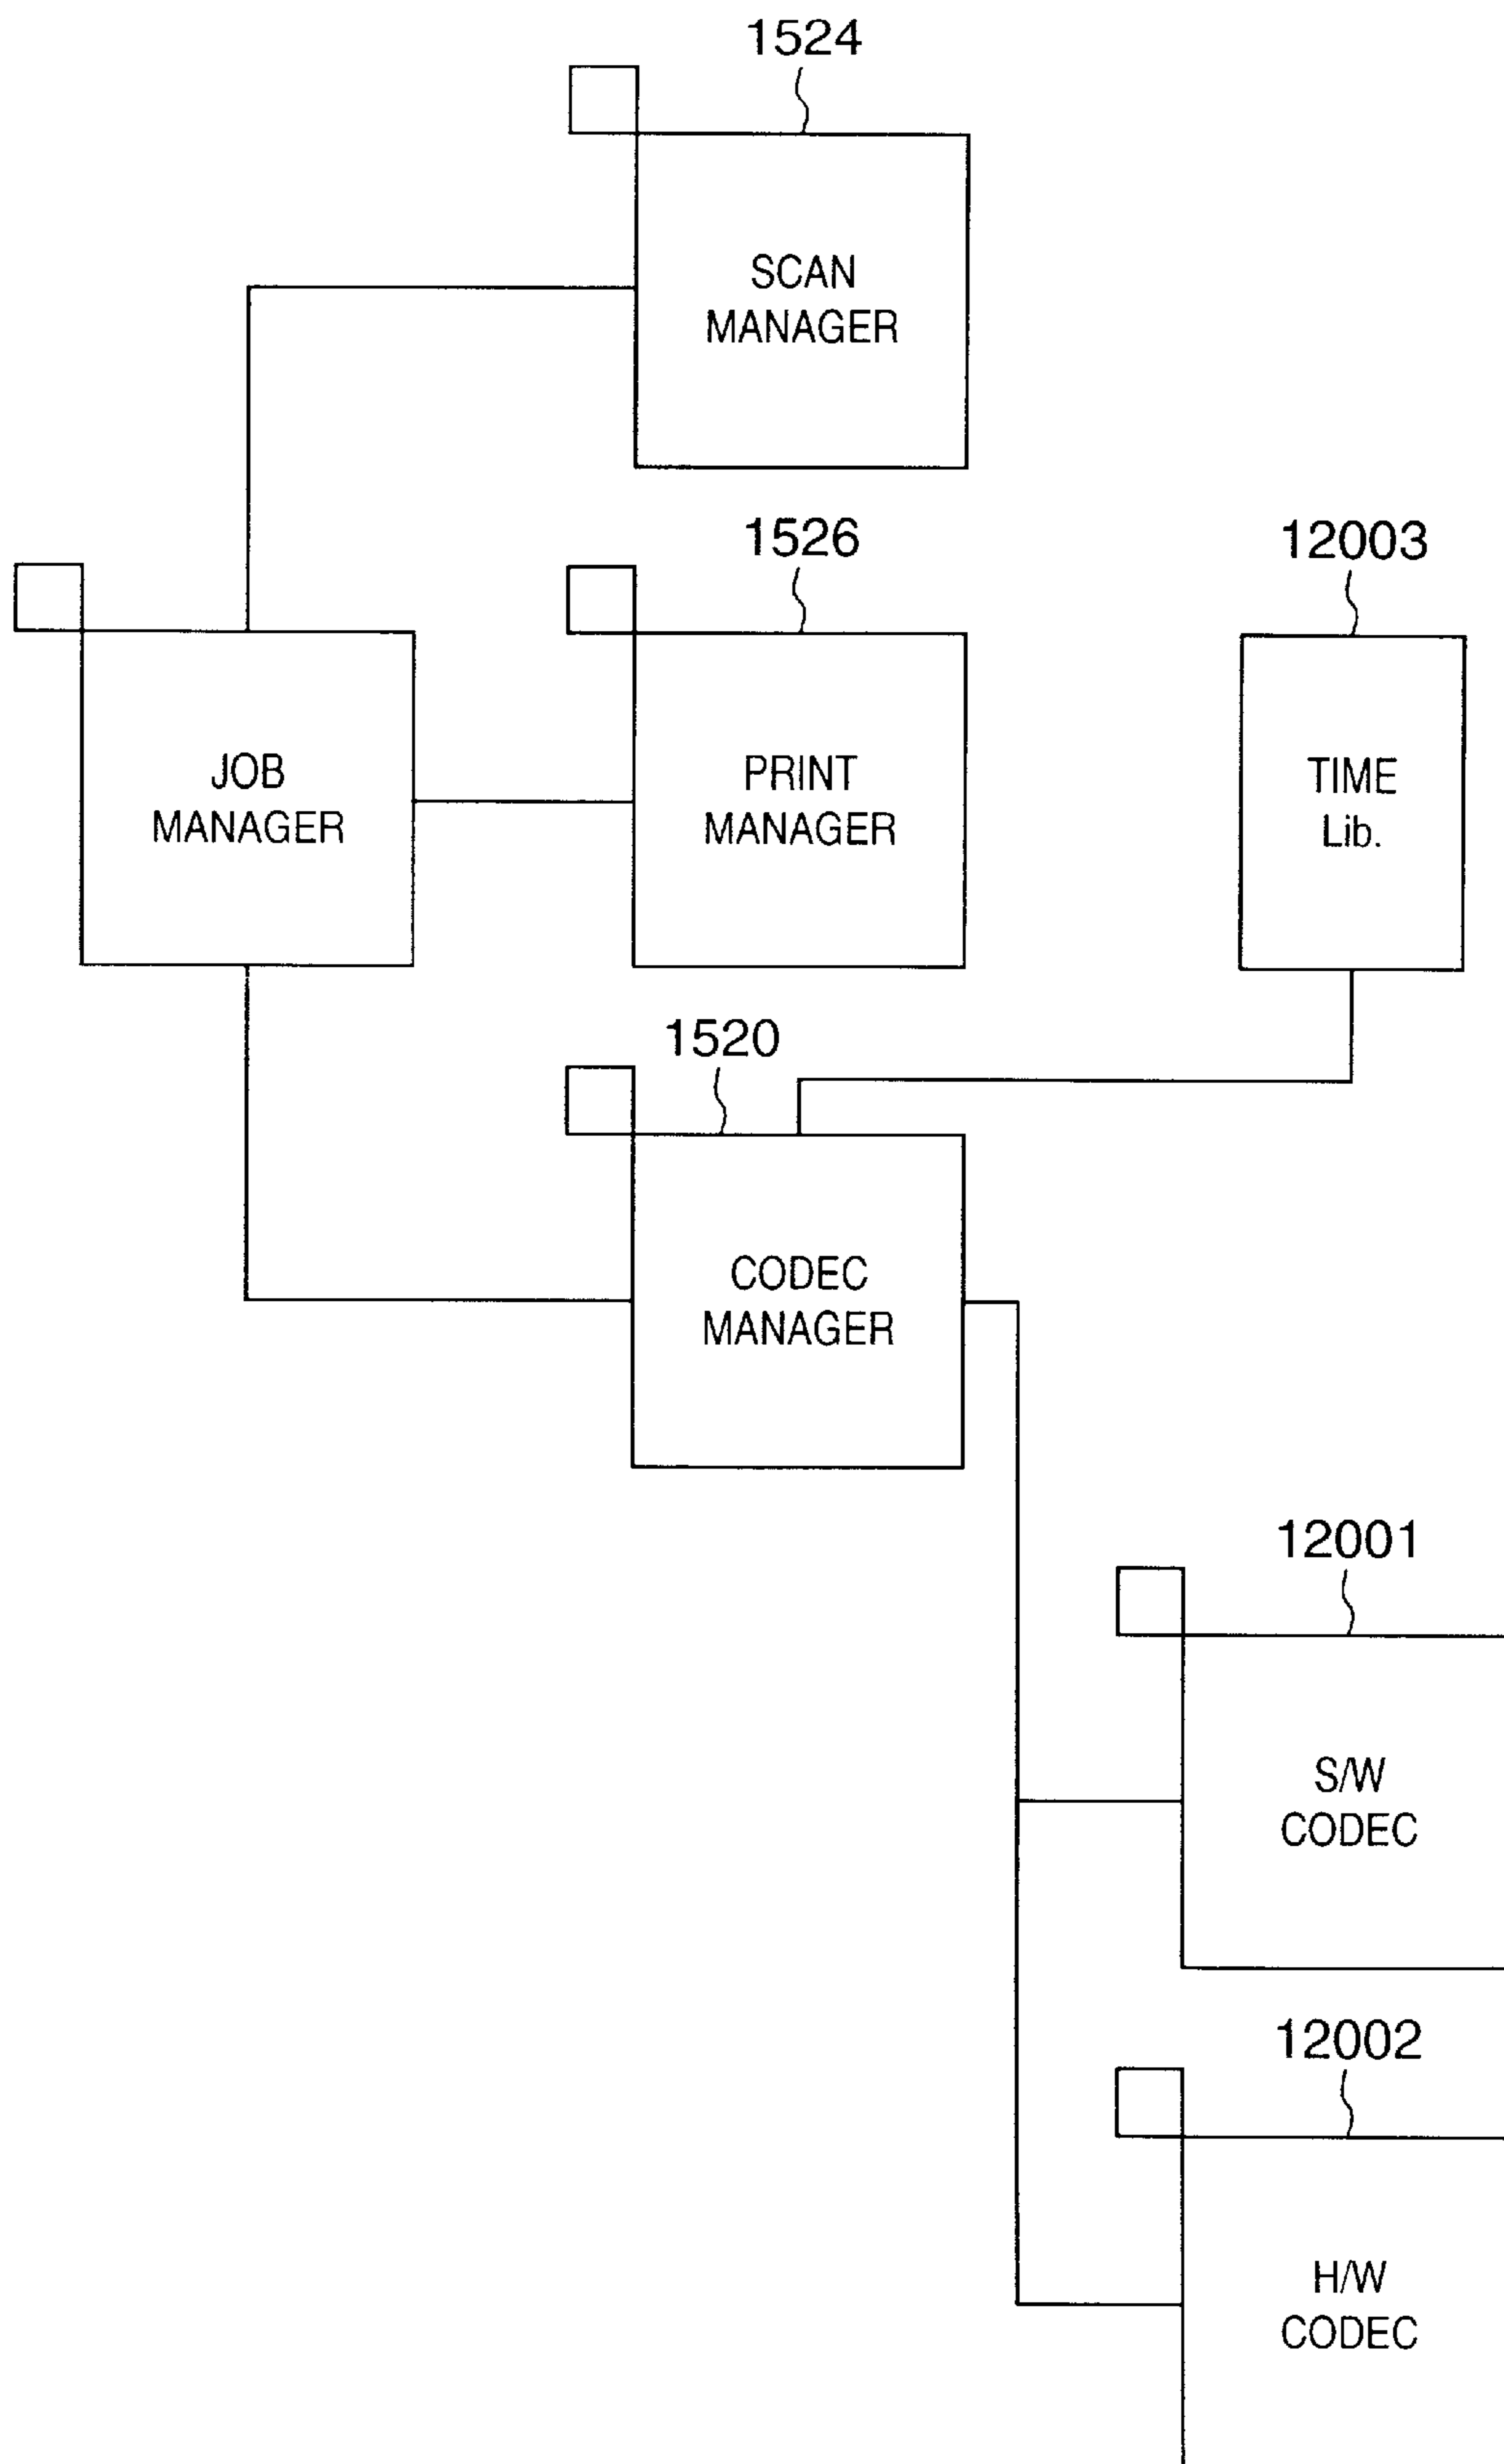 1524
SCAN
MANAGER
1526
12003
JOB
MANAGER
PRINT
MANAGER
TIME
Lib.
1520
CODEC
MANAGER
12001
S/W
CODEC
12002
H/W
CODEC